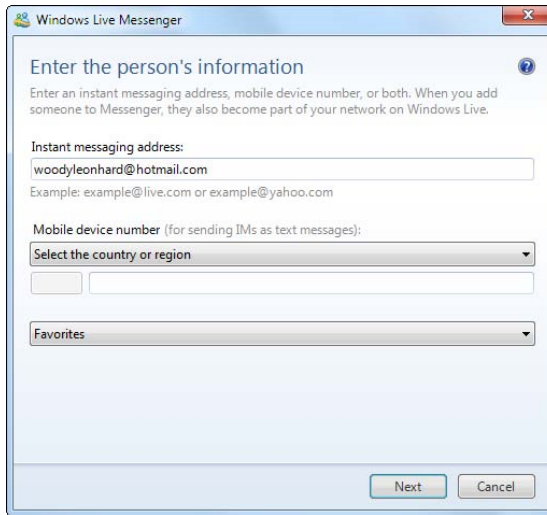 Windows Live Messenger
Enter the person's information
Enter an instant messaging address, mobile device number, or both. When you add
someone to Messenger, they also become part of your network on Windows Live.
Instant messaging address:
woodyleonhard@hotmail.com
Example: example@live.com or example@yahoo.com
Mobile device number (for sending IMs as text messages):
Select the country or region
Favorites
Next Cancel